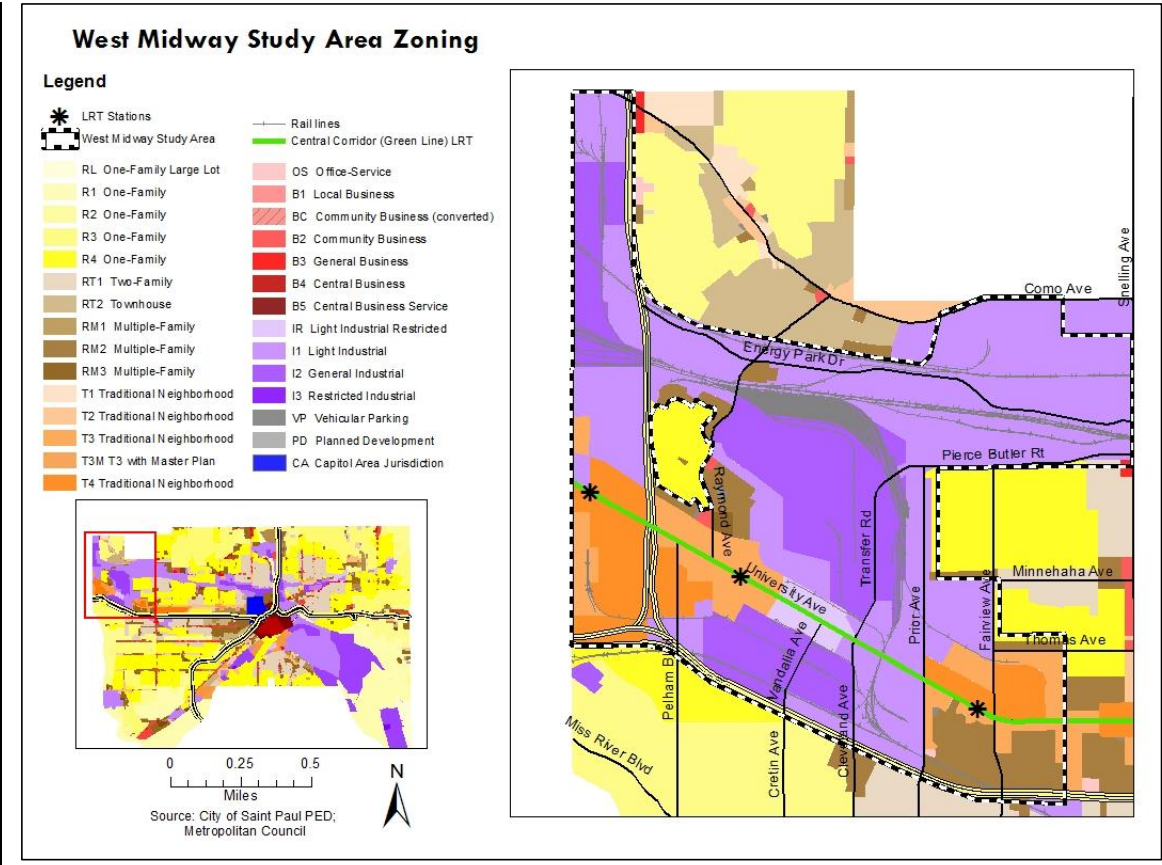 West Midway Study Area Zoning
Legend
LRT Stations
West Midway Study Area
RL One-Family Large Lot
R1 One-Family
R2 One-Family
R3 One-Family
R4 One-Family
RT1 Two-Family
RT2 Townhouse
RM1 Multiple-Family
RM2 Multiple-Family
RM3 Multiple-Family
T1 Traditional Neighborhood
T2 Traditional Neighborhood
T3 Traditional Neighborhood
T3M T3 with Master Plan
T4 Traditional Neighborhood
Rail lines
Central Corridor (Green Line) LRT
OS Office-Service
B1 Local Business
BC Community Business (converted)
B2 Community Business
B3 General Business
B4 Central Business
B5 Central Business Service
IR Light Industrial Restricted
I1 Light Industrial
I2 General Industrial
I3 Restricted Industrial
VP Vehicular Parking
PD Planned Development
CA Capitol Area Jurisdiction
0 0.25 0.5
Miles
N
Source: City of Saint Paul PED;
Metropolitan Council
Snelling Ave
Como Ave
Energy Park Dr
Pierce Butler Rt
Raymond Ave
Transfer Rd
Minnehaha Ave
University Ave
Prior Ave
Fairview Ave
Thomas Ave
Vandalia Ave
Pelham
Cleveland Ave
Cretin Ave
Miss River Blvd